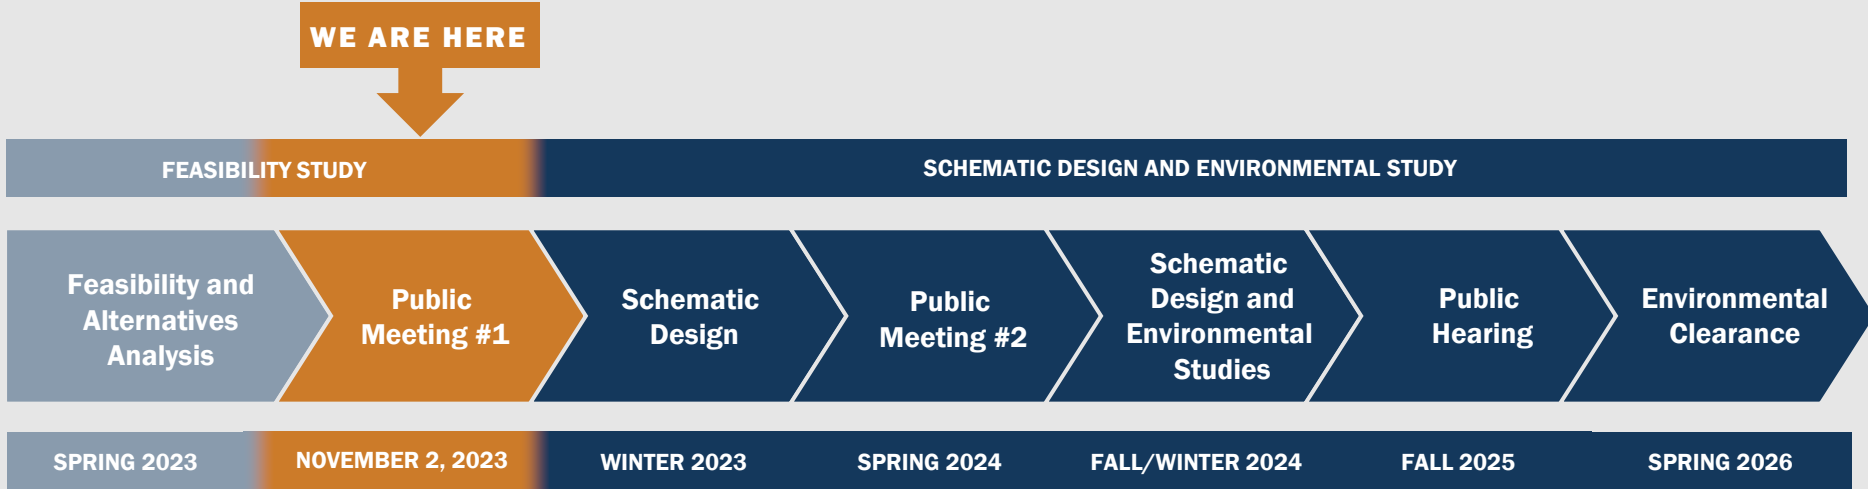 WE ARE HERE
FEASIBILITY STUDY
SCHEMATIC DESIGN AND ENVIRONMENTAL STUDY
Feasibility and
Alternatives
Analysis
Public
Meeting #1
Schematic
Design
Public
Meeting #2
Schematic
Design and
Environmental
Studies
Public
Hearing
Environmental
Clearance
SPRING 2023
NOVEMBER 2, 2023
WINTER 2023
SPRING 2024
FALL/WINTER 2024
FALL 2025
SPRING 2026